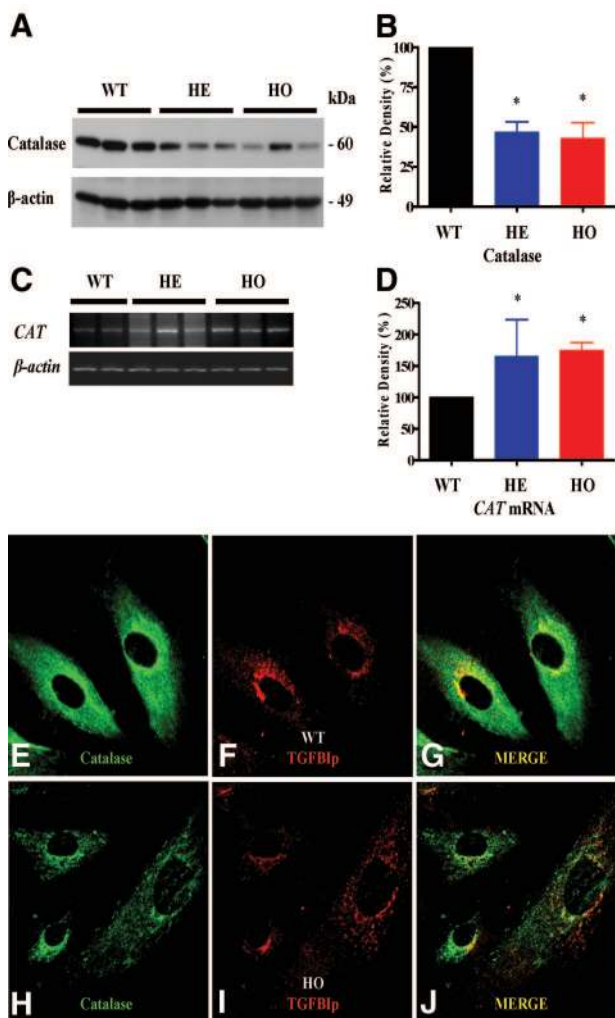 A
WT HE HO kDa
Catalase - 60
β-actin - 49
B
Relative Density (%)
100
75
50
25
0
* *
WT HE HO
Catalase
C
WT HE HO
CAT
β-actin
D
Relative Density (%)
250
200
150
100
50
0
* *
WT HE HO
CAT mRNA
E Catalase
F WT TGFBIp
G MERGE
H Catalase
I HO TGFBIp
J MERGE